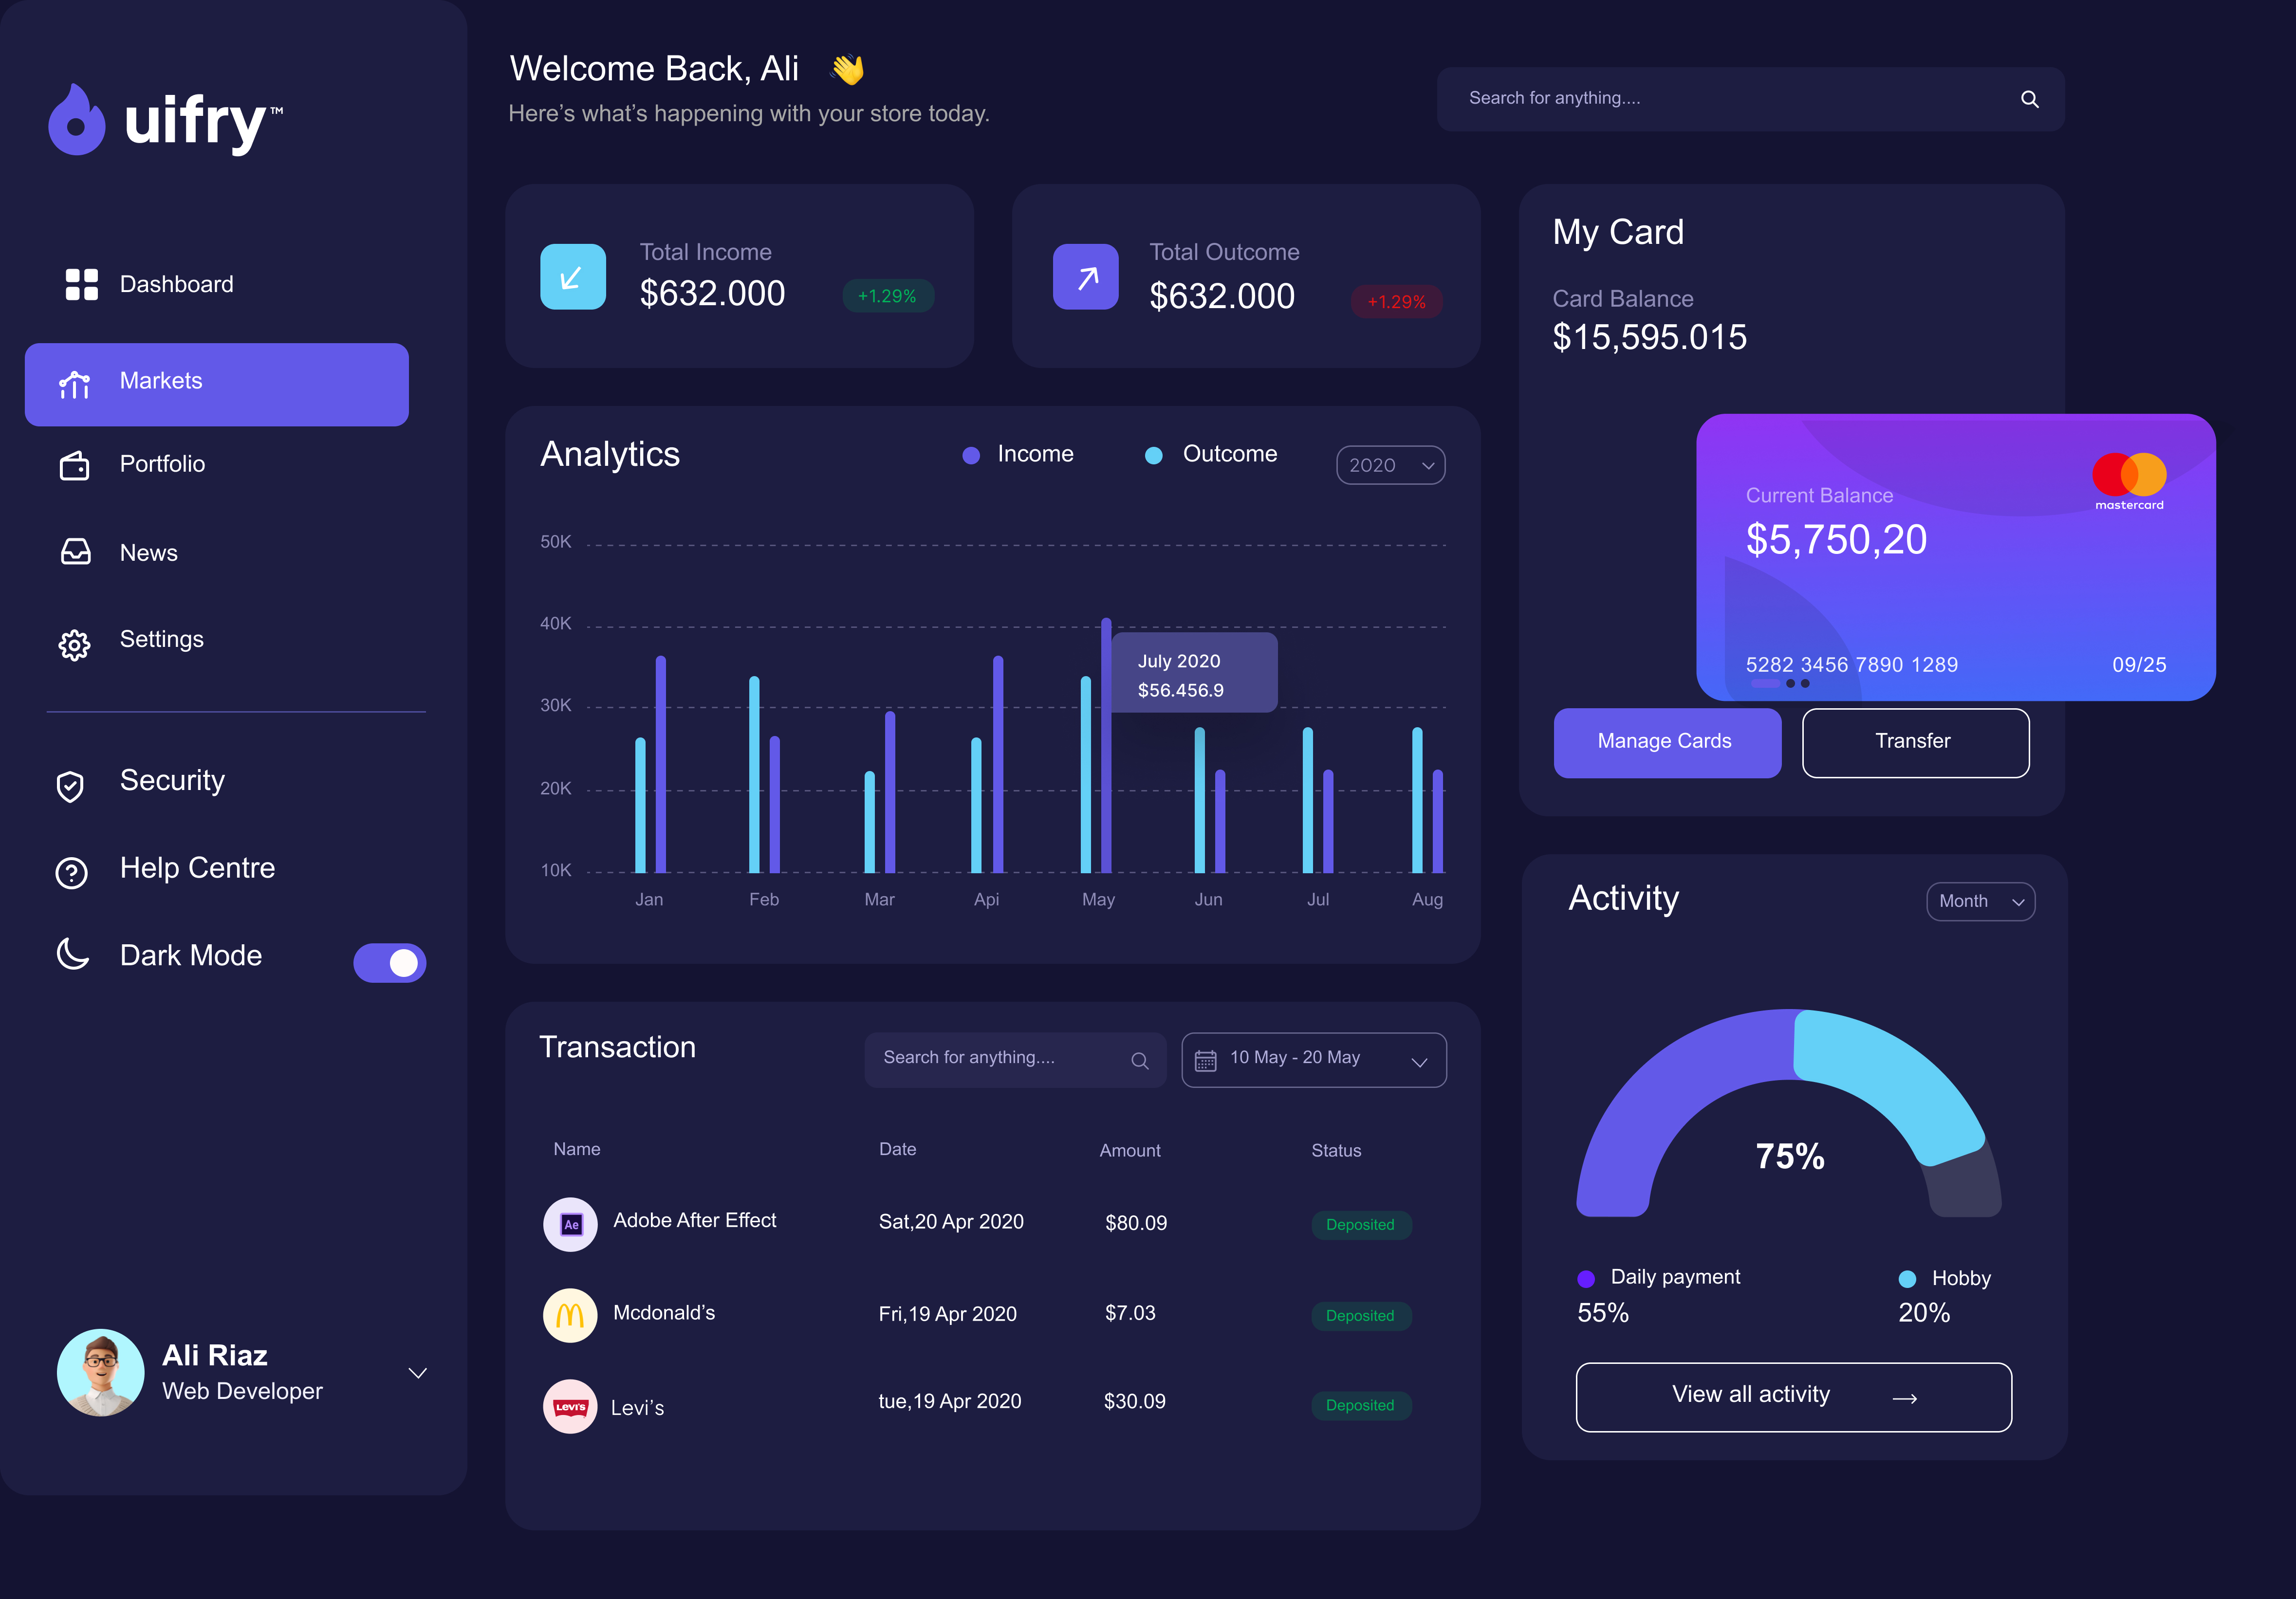 uifry™
Dashboard
Markets
Portfolio
News
Settings
Security
Help Centre
Dark Mode
Ali Riaz
Web Developer
Welcome Back, Ali
Here’s what’s happening with your store today.
Search for anything....
Total Income
$632.000
+1.29%
Total Outcome
$632.000
+1.29%
Analytics
Income
Outcome
2020
50K
40K
30K
20K
10K
July 2020
$56.456.9
Jan Feb Mar Api May Jun Jul Aug
My Card
Card Balance
$15,595.015
Current Balance
$5,750,20
mastercard
5282 3456 7890 1289
09/25
Manage Cards
Transfer
Transaction
Search for anything....
10 May - 20 May
Name Date Amount Status
Ae Adobe After Effect Sat,20 Apr 2020 $80.09 Deposited
Mcdonald’s Fri,19 Apr 2020 $7.03 Deposited
Levi's Levi’s tue,19 Apr 2020 $30.09 Deposited
Activity
Month
75%
Daily payment
55%
Hobby
20%
View all activity